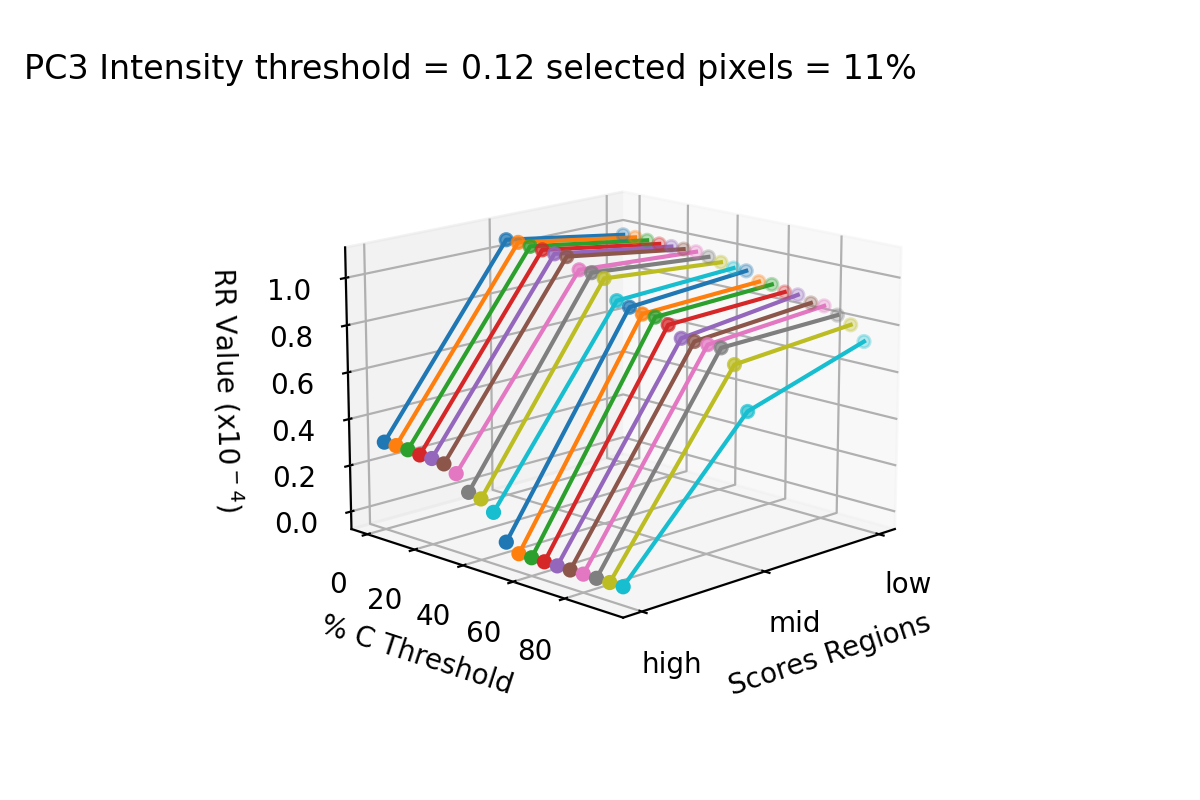 PC3 Intensity threshold = 0.12 selected pixels = 11%
RR Value (x10⁻⁴)
1.0
0.8
0.6
0.4
0.2
0.0
0
20
40
60
80
% C Threshold
low
mid
high
Scores Regions